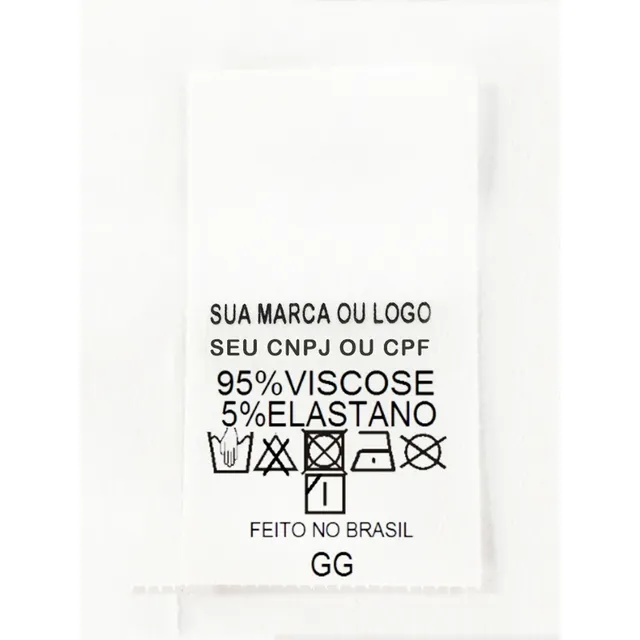 SUA MARCA OU LOGO
SEU CNPJ OU CPF
95%VISCOSE
5%ELASTANO
FEITO NO BRASIL
GG